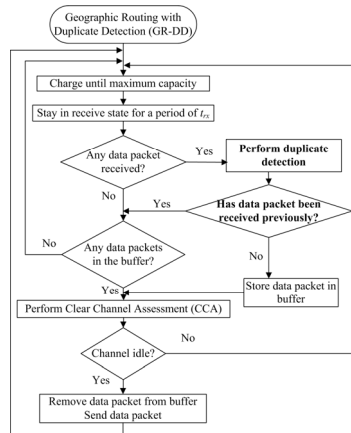 Geographic Routing with
Duplicate Detection (GR-DD)
Charge until maximum capacity
Stay in receive state for a period of trx
Any data packet
received?
Yes
Perform duplicate
detection
No
Yes
Has data packet been
received previously?
No
Any data packets
in the buffer?
No
Yes
Store data packet in
buffer
Perform Clear Channel Assessment (CCA)
Channel idle?
No
Yes
Remove data packet from buffer
Send data packet